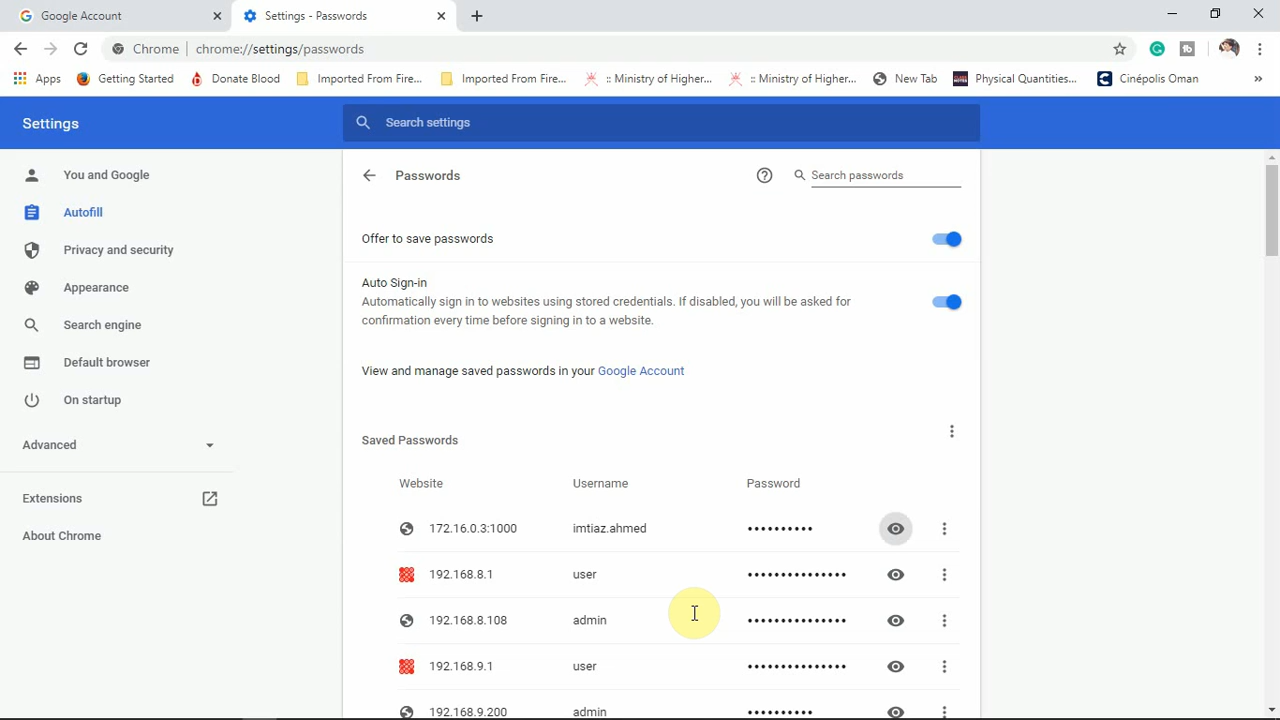 Google Account
Settings - Passwords
Chrome
chrome://settings/passwords
Apps
Getting Started
Donate Blood
Imported From Fire...
Imported From Fire...
:: Ministry of Higher...
:: Ministry of Higher...
New Tab
Physical Quantities...
Cinépolis Oman
»
Settings
Search settings
You and Google
Autofill
Privacy and security
Appearance
Search engine
Default browser
On startup
Advanced
Extensions
About Chrome
Passwords
Search passwords
Offer to save passwords
Auto Sign-in
Automatically sign in to websites using stored credentials. If disabled, you will be asked for
confirmation every time before signing in to a website.
View and manage saved passwords in your Google Account
Saved Passwords
Website Username Password
172.16.0.3:1000 imtiaz.ahmed ••••••••••
192.168.8.1 user •••••••••••••••
192.168.8.108 admin •••••••••••••••
192.168.9.1 user •••••••••••••••
192.168.9.200 admin ••••••••••